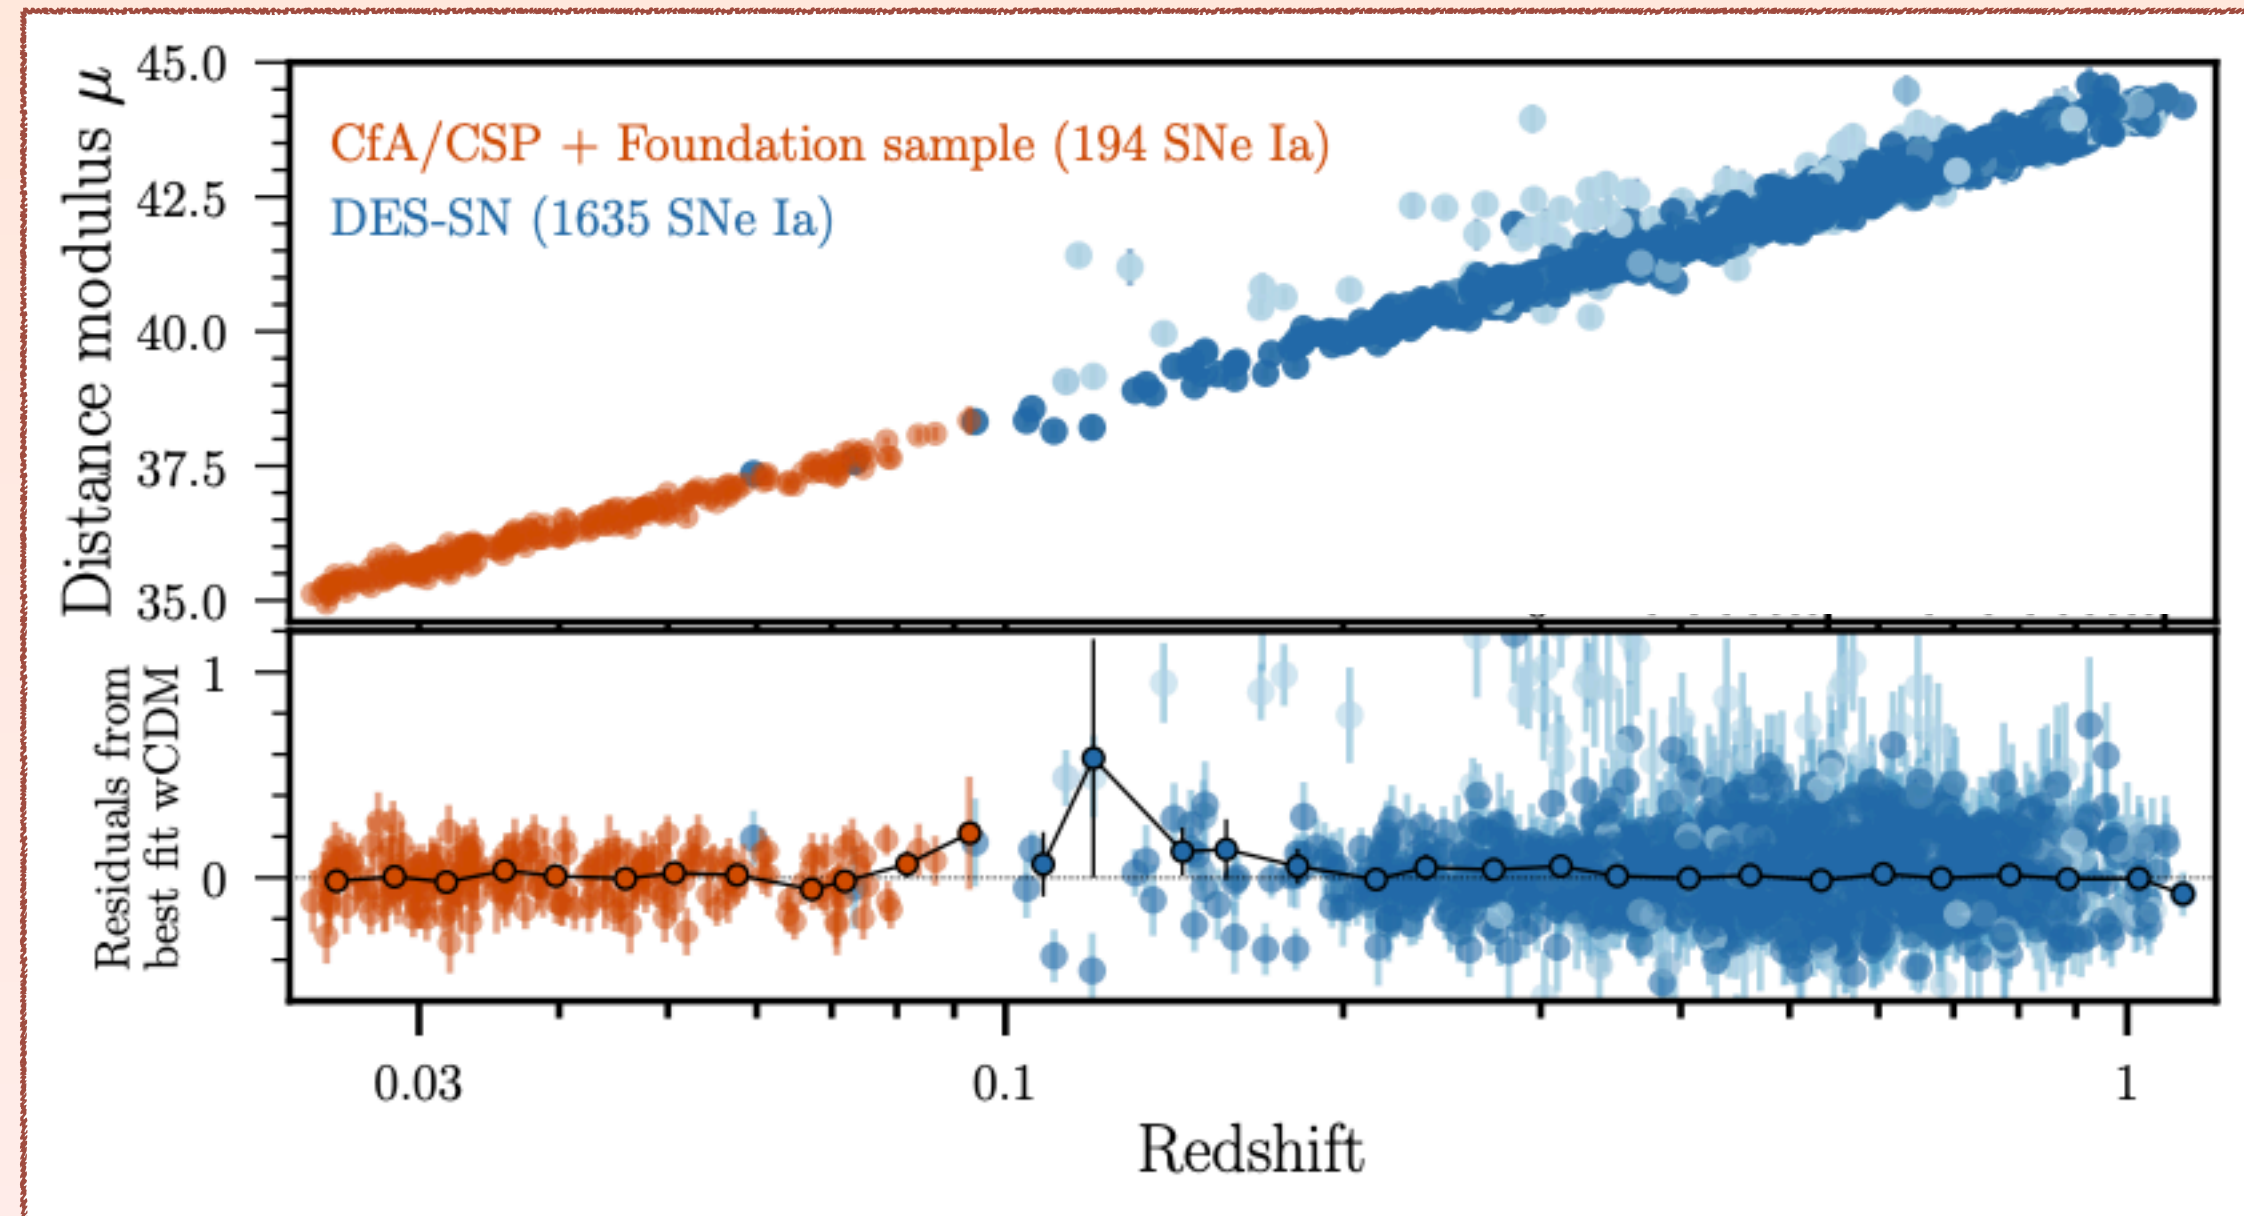 Distance modulus μ
45.0
42.5
40.0
37.5
35.0
CfA/CSP + Foundation sample (194 SNe Ia)
DES-SN (1635 SNe Ia)
Residuals from
best fit wCDM
1
0
0.03
0.1
1
Redshift